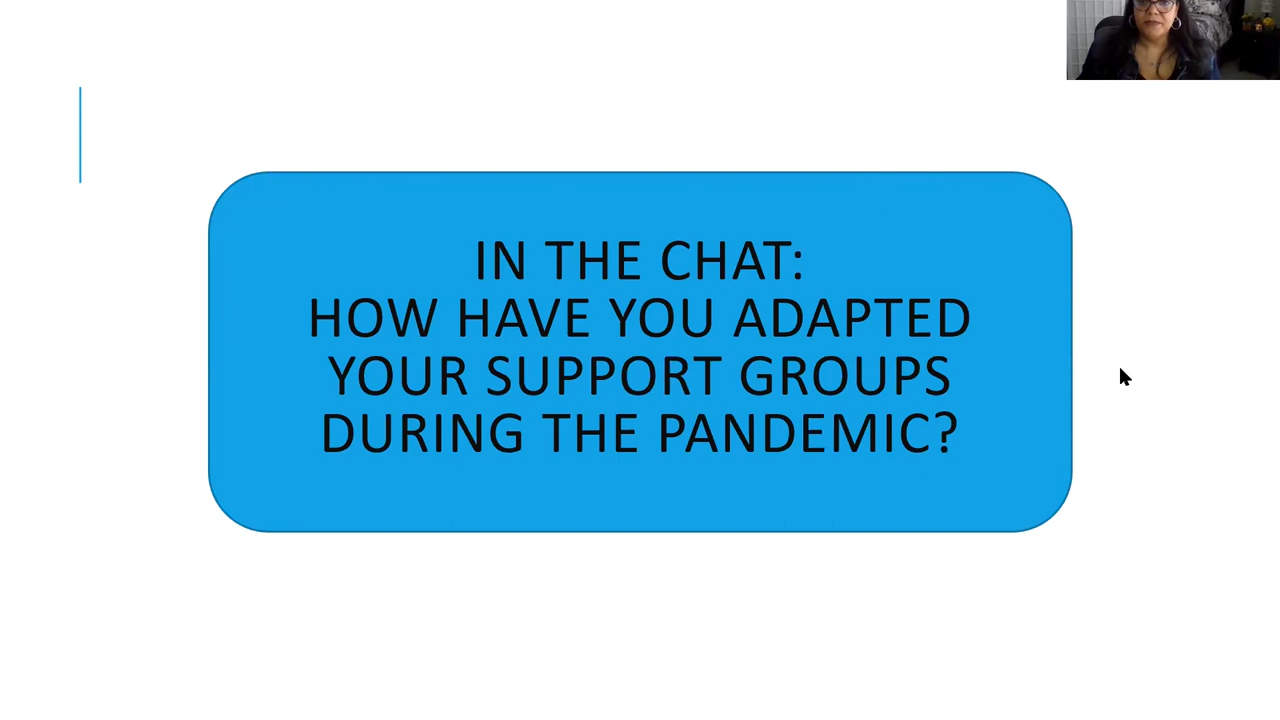 IN THE CHAT:
HOW HAVE YOU ADAPTED
YOUR SUPPORT GROUPS
DURING THE PANDEMIC?